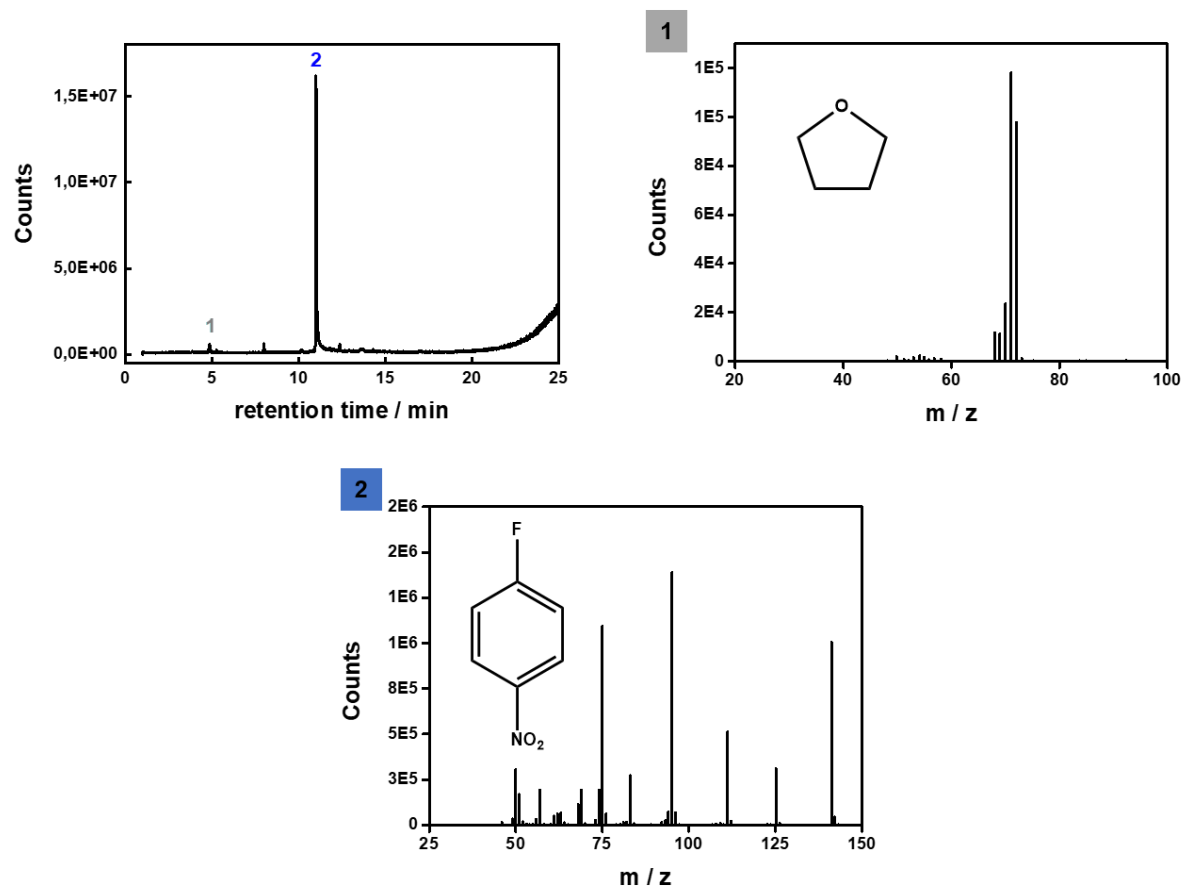 2
1
1,5E+07
1,0E+07
5,0E+06
0,0E+00
0
5
10
15
20
25
Counts
retention time / min
1
1E5
1E5
8E4
6E4
4E4
2E4
0
20
40
60
80
100
Counts
m / z
O
2
2E6
2E6
1E6
1E6
8E5
5E5
3E5
0
25
50
75
100
125
150
Counts
m / z
F
NO₂